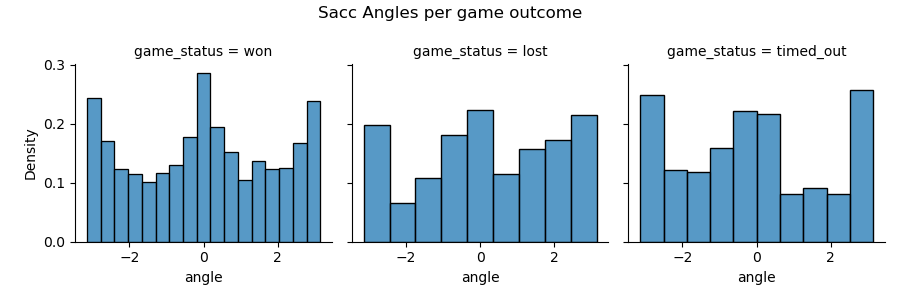 Sacc Angles per game outcome
game_status = won
game_status = lost
game_status = timed_out
Density
0.3
0.2
0.1
0.0
−2
0
2
−2
0
2
−2
0
2
angle
angle
angle